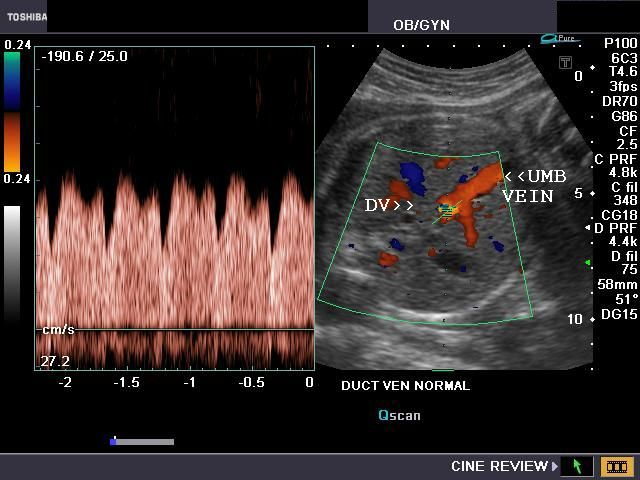 TOSHIBA
OB/GYN
Pure
T
0.24
0.24
-190.6 / 25.0
cm/s
27.2
-2 -1.5 -1 -0.5 0
0
5
10
DV>>
<<UMB
VEIN
P100
6C3
T4.6
3fps
DR70
G86
CF
2.5
C PRF
4.8k
C fil
348
CG18
D PRF
4.4k
D fil
75
58mm
51°
DG15
DUCT VEN NORMAL
Qscan
CINE REVIEW